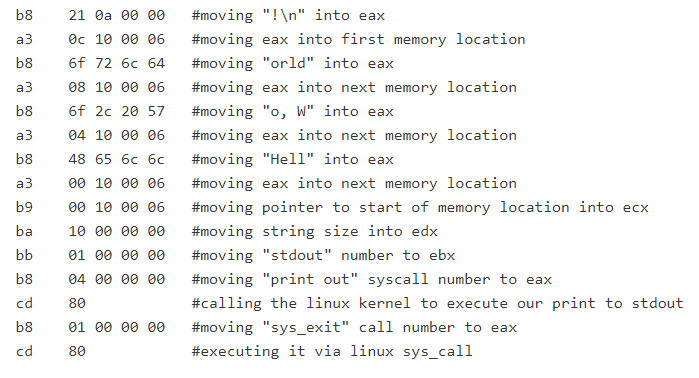 b8 21 0a 00 00 #moving "!\n" into eax
a3 0c 10 00 06 #moving eax into first memory location
b8 6f 72 6c 64 #moving "orld" into eax
a3 08 10 00 06 #moving eax into next memory location
b8 6f 2c 20 57 #moving "o, W" into eax
a3 04 10 00 06 #moving eax into next memory location
b8 48 65 6c 6c #moving "Hell" into eax
a3 00 10 00 06 #moving eax into next memory location
b9 00 10 00 06 #moving pointer to start of memory location into ecx
ba 10 00 00 00 #moving string size into edx
bb 01 00 00 00 #moving "stdout" number to ebx
b8 04 00 00 00 #moving "print out" syscall number to eax
cd 80 #calling the linux kernel to execute our print to stdout
b8 01 00 00 00 #moving "sys_exit" call number to eax
cd 80 #executing it via linux sys_call